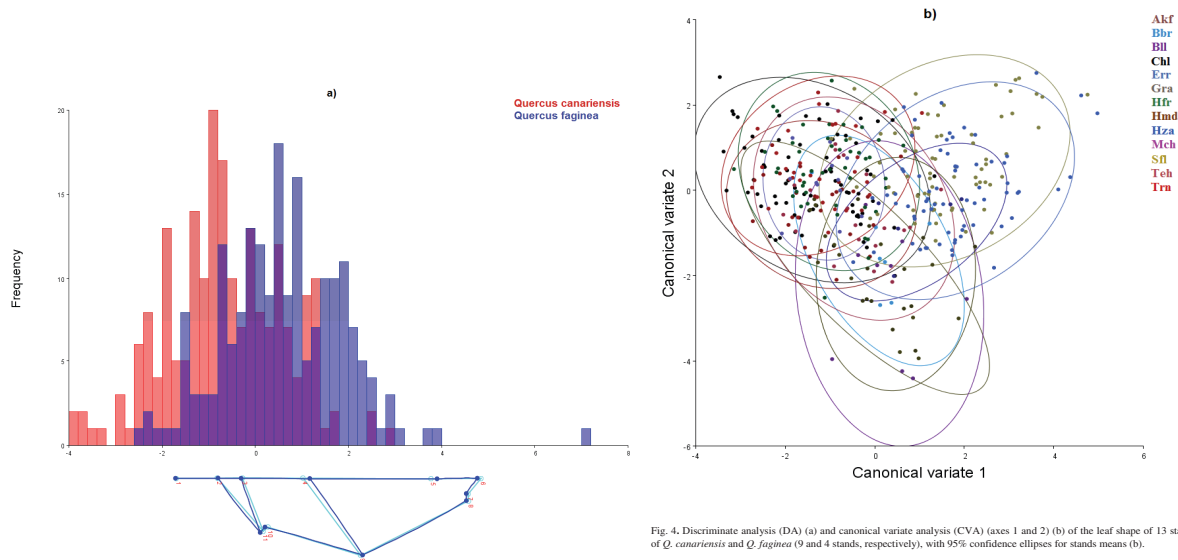 a)
Quercus canariensis
Quercus faginea
Frequency
20
15
10
5
0
-4
-2
0
2
4
6
8
b)
Akf
Bbr
Bll
Chl
Err
Gra
Hfr
Hmd
Hza
Mch
Sfl
Teh
Trn
Canonical variate 2
4
2
0
-2
-4
-6
-4
-2
0
2
4
6
Canonical variate 1
Fig. 4. Discriminate analysis (DA) (a) and canonical variate analysis (CVA) (axes 1 and 2) (b) of the leaf shape of 13 sta
of Q. canariensis and Q. faginea (9 and 4 stands, respectively), with 95% confidence ellipses for stands means (b).